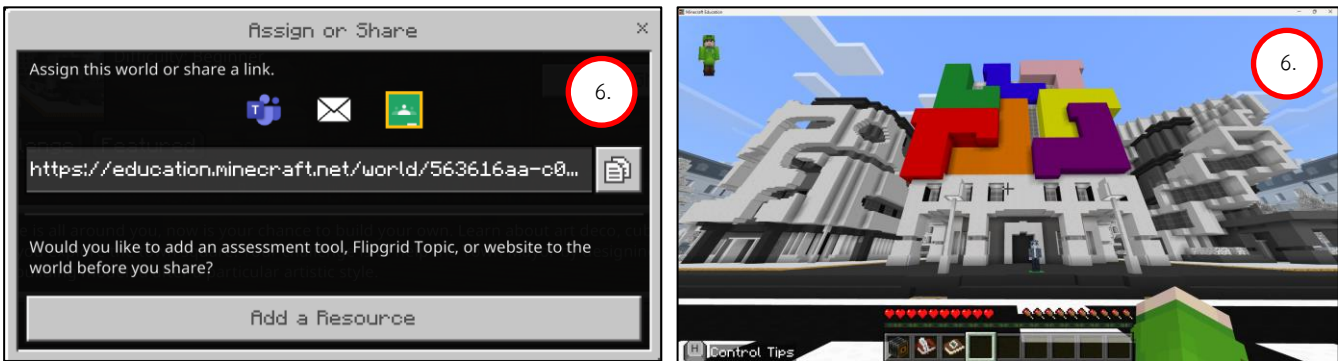 Assign or Share
Assign this world or share a link.
6.
https://education.minecraft.net/world/563616aa-c0...
Would you like to add an assessment tool, Flipgrid Topic, or website to the
world before you share?
Add a Resource
Minecraft Education
6.
H Control Tips